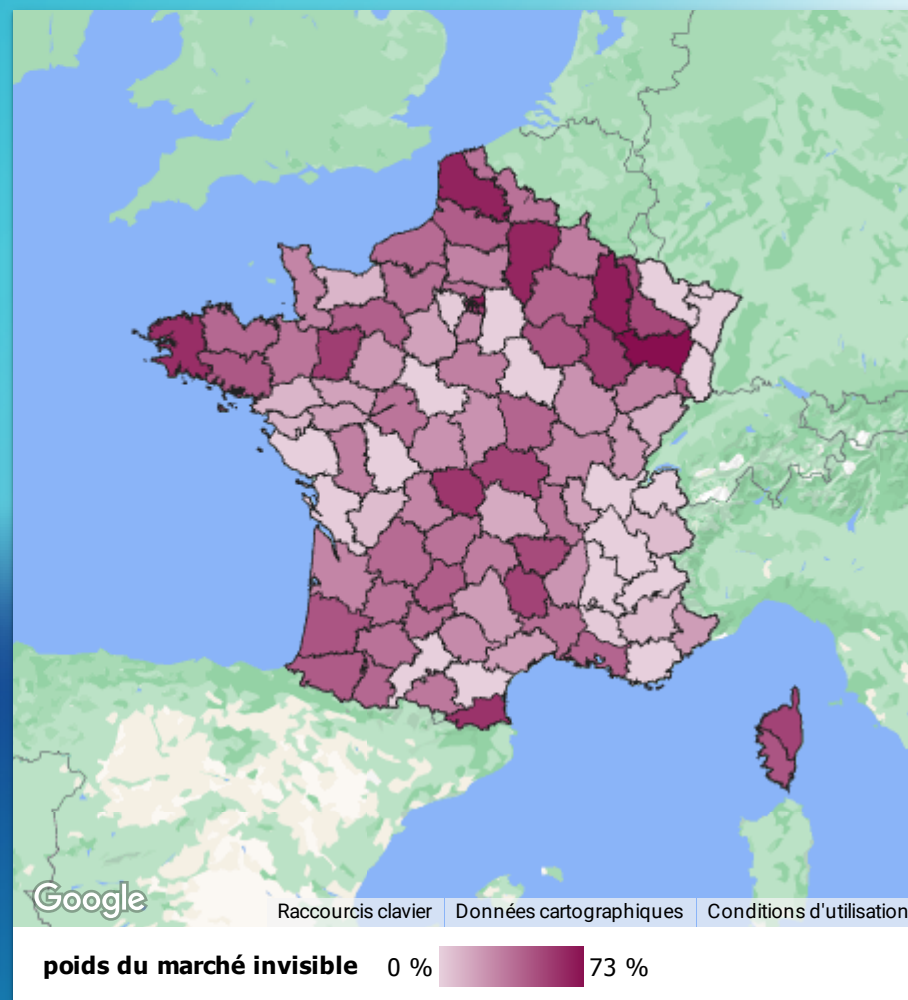 Google
Raccourcis clavier Données cartographiques Conditions d'utilisation
poids du marché invisible 0 % 73 %